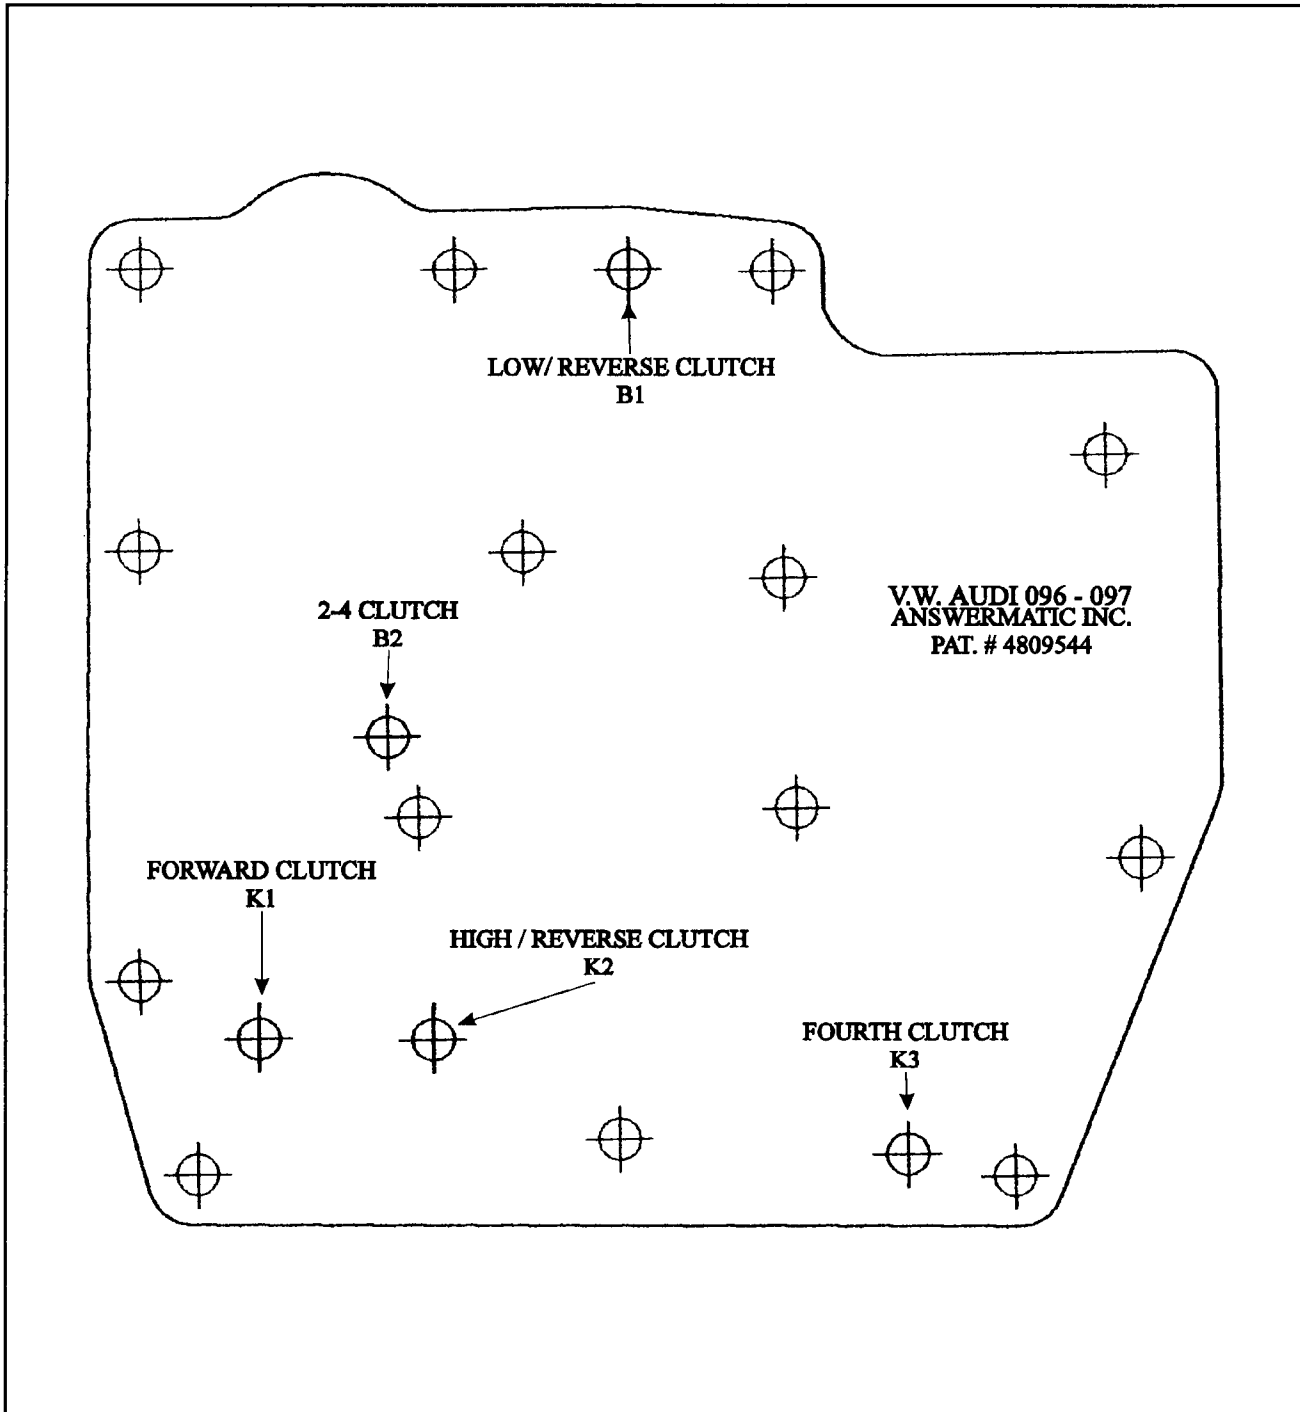 LOW/ REVERSE CLUTCH
B1
V.W. AUDI 096 - 097
ANSWERMATIC INC.
PAT. # 4809544
2-4 CLUTCH
B2
FORWARD CLUTCH
K1
HIGH / REVERSE CLUTCH
K2
FOURTH CLUTCH
K3